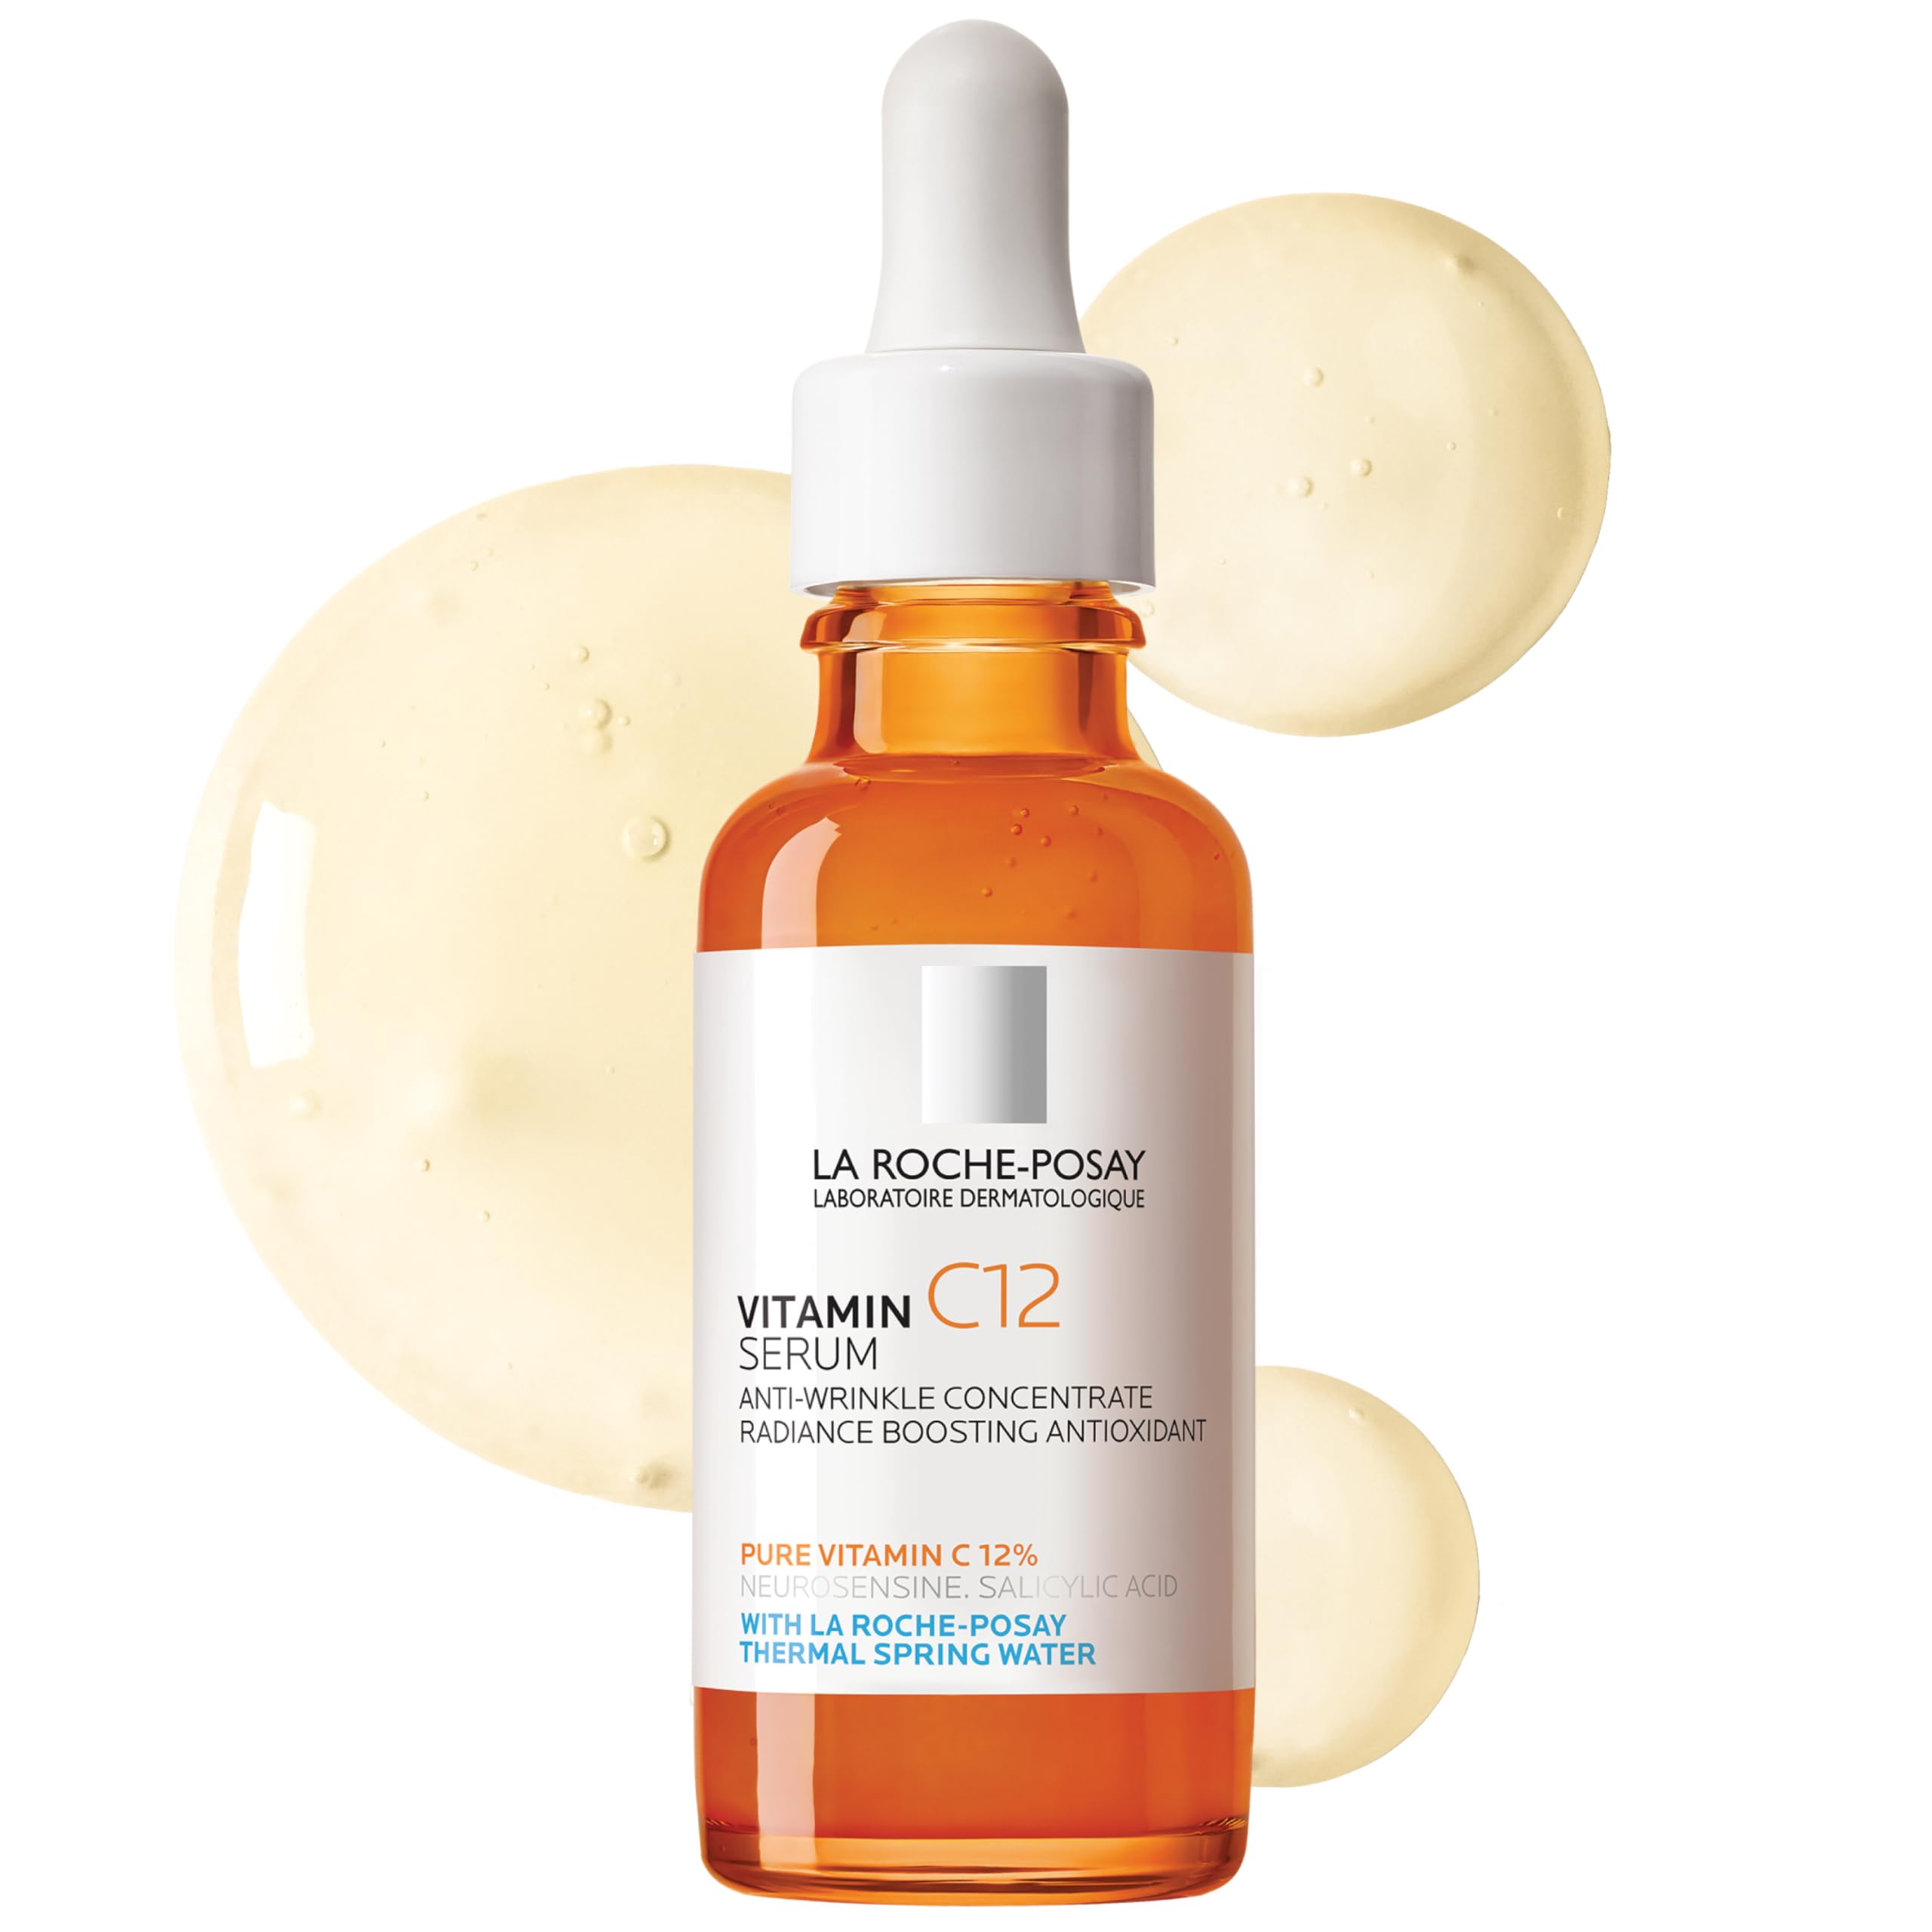 LA ROCHE-POSAY
LABORATOIRE DERMATOLOGIQUE
VITAMIN C12
SERUM
ANTI-WRINKLE CONCENTRATE
RADIANCE BOOSTING ANTIOXIDANT
PURE VITAMIN C 12%
NEUROSENSINE. SALICYLIC ACID
WITH LA ROCHE-POSAY
THERMAL SPRING WATER